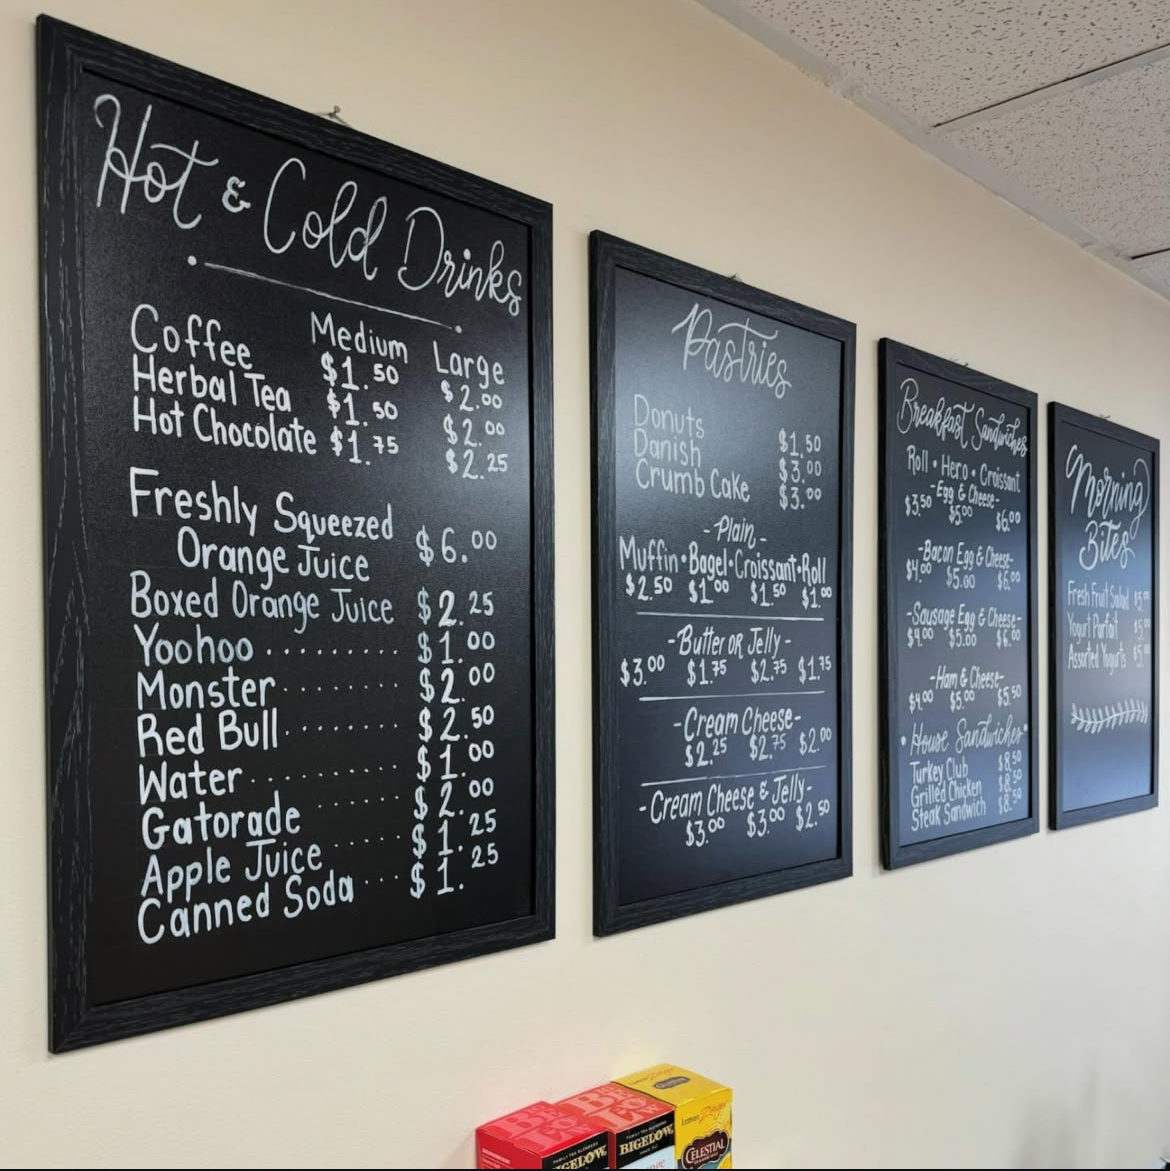 Hot & Cold Drinks
Medium Large
Coffee $1.50 $2.00
Herbal Tea $1.50 $2.00
Hot Chocolate $1.75 $2.25
Freshly Squeezed
Orange Juice $6.00
Boxed Orange Juice $2.25
Yoohoo ......... $1.00
Monster ........ $2.00
Red Bull ........ $2.50
Water .......... $1.00
Gatorade ...... $2.00
Apple Juice ..... $1.25
Canned Soda .... $1.25
Pastries
Donuts $1.50
Danish $3.00
Crumb Cake $3.00
-Plain-
Muffin • Bagel • Croissant • Roll
$2.50 $1.00 $1.50 $1.00
-Butter OR Jelly-
$3.00 $1.75 $2.75 $1.75
-Cream Cheese-
$2.25 $2.75 $2.00
-Cream Cheese & Jelly-
$3.00 $3.00 $2.50
Breakfast Sandwiches
Roll • Hero • Croissant
-Egg & Cheese-
$3.50 $5.00 $6.00
-Bacon Egg & Cheese-
$4.00 $5.00 $6.00
-Sausage Egg & Cheese-
$4.00 $5.00 $6.00
-Ham & Cheese-
$4.00 $5.00 $5.50
• House Sandwiches •
Turkey Club $8.50
Grilled Chicken $8.50
Steak Sandwich $8.50
Morning
Bites
Fresh Fruit Salad $5.
Yogurt Parfait $5.
Assorted Yogurts $5.
BIGELOW
BIGELOW
Lemon Zinger
CELESTIAL